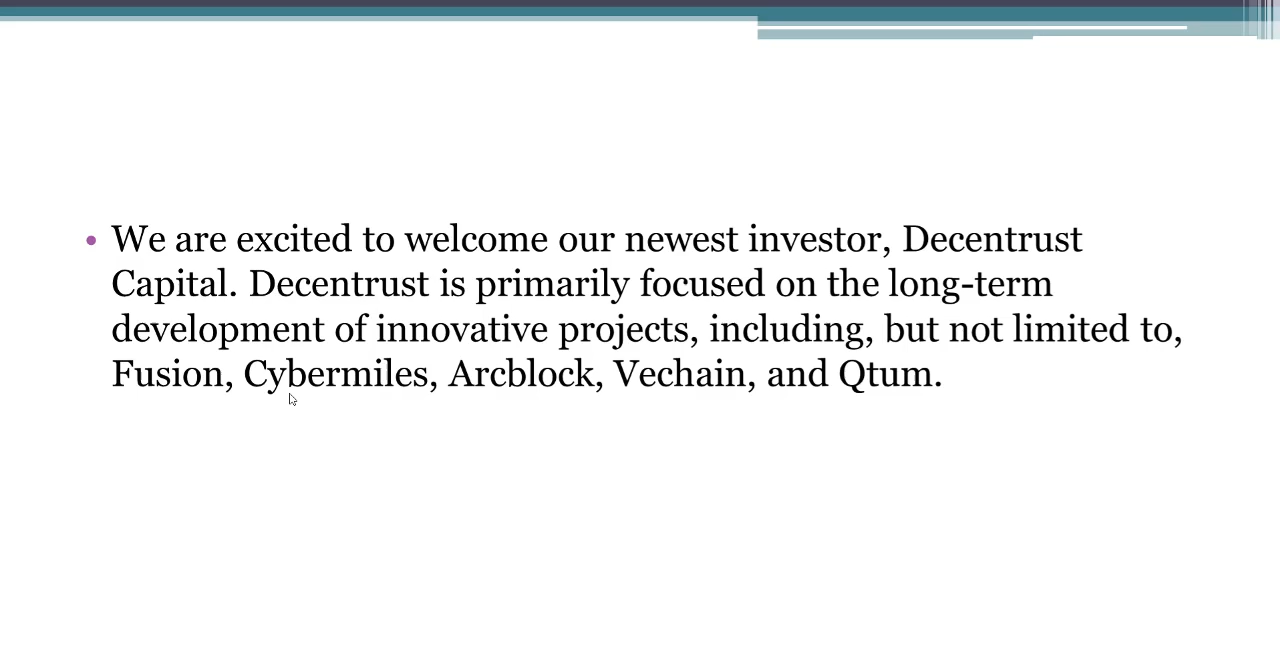 We are excited to welcome our newest investor, Decentrust
Capital. Decentrust is primarily focused on the long-term
development of innovative projects, including, but not limited to,
Fusion, Cybermiles, Arcblock, Vechain, and Qtum.